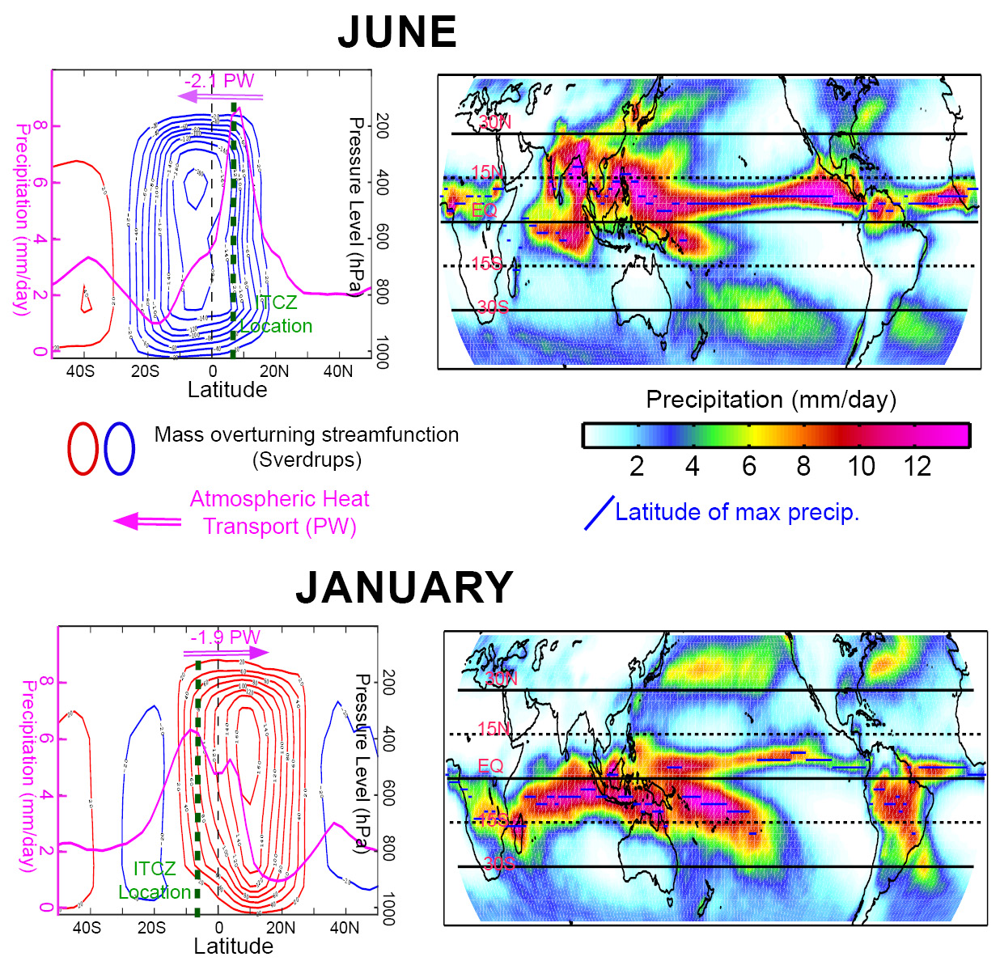 JUNE
-2.1 PW
Precipitation (mm/day)
8
6
4
2
0
Pressure Level (hPa)
200
400
600
800
1000
ITCZ
Location
40S 20S 0 20N 40N
Latitude
30N
15N
EQ
15S
30S
Mass overturning streamfunction
(Sverdrups)
Atmospheric Heat
Transport (PW)
Precipitation (mm/day)
2 4 6 8 10 12
Latitude of max precip.
JANUARY
-1.9 PW
Precipitation (mm/day)
8
6
4
2
0
Pressure Level (hPa)
200
400
600
800
1000
ITCZ
Location
40S 20S 0 20N 40N
Latitude
30N
15N
EQ
15S
30S